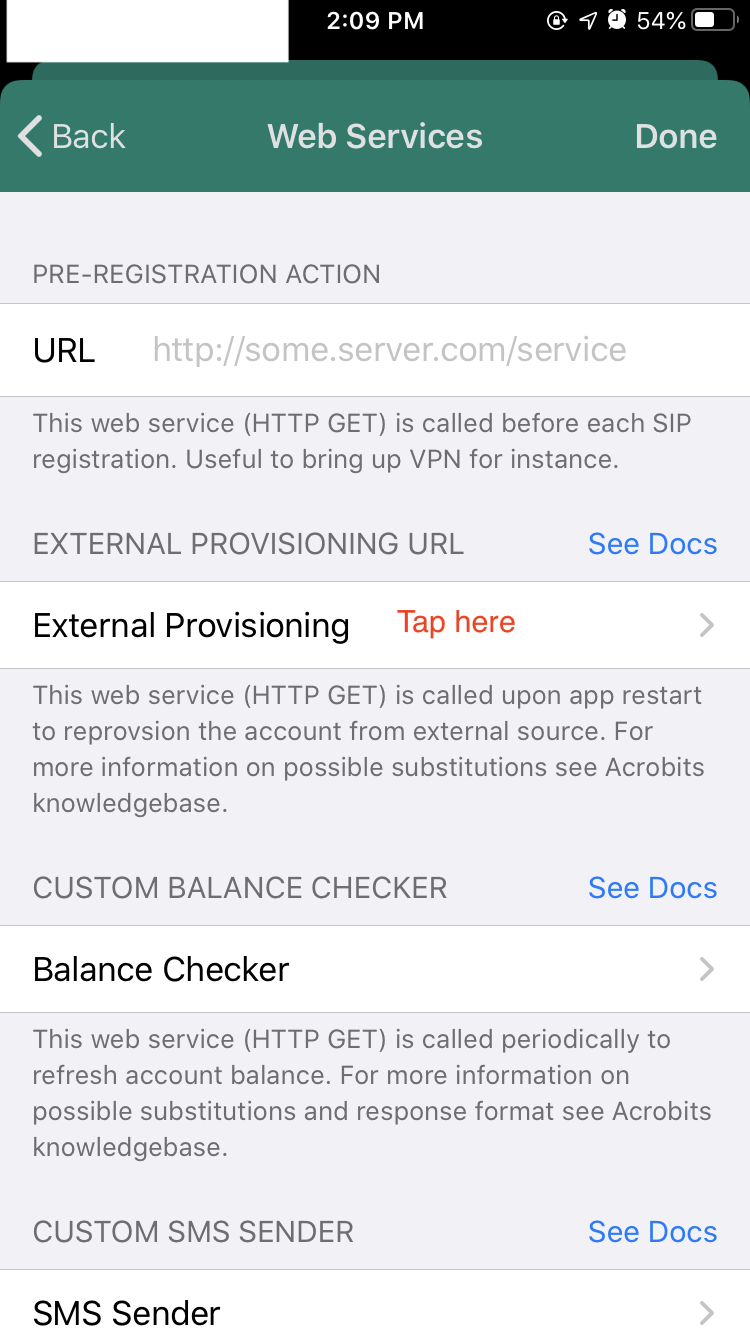 2:09 PM 54%
Back Web Services Done
PRE-REGISTRATION ACTION
URL http://some.server.com/service
This web service (HTTP GET) is called before each SIP
registration. Useful to bring up VPN for instance.
EXTERNAL PROVISIONING URL See Docs
External Provisioning Tap here
This web service (HTTP GET) is called upon app restart
to reprovsion the account from external source. For
more information on possible substitutions see Acrobits
knowledgebase.
CUSTOM BALANCE CHECKER See Docs
Balance Checker
This web service (HTTP GET) is called periodically to
refresh account balance. For more information on
possible substitutions and response format see Acrobits
knowledgebase.
CUSTOM SMS SENDER See Docs
SMS Sender